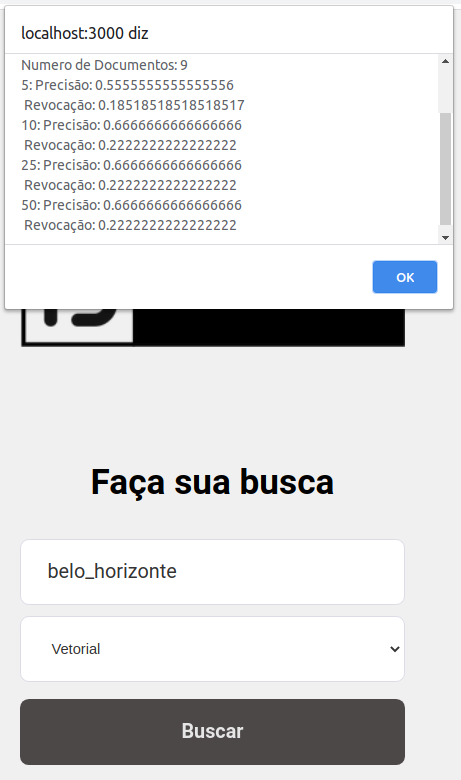 localhost:3000 diz
Numero de Documentos: 9
5: Precisão: 0.5555555555555556
Revocação: 0.18518518518518517
10: Precisão: 0.6666666666666666
Revocação: 0.2222222222222222
25: Precisão: 0.6666666666666666
Revocação: 0.2222222222222222
50: Precisão: 0.6666666666666666
Revocação: 0.2222222222222222
OK
Faça sua busca
belo_horizonte
Vetorial
Buscar